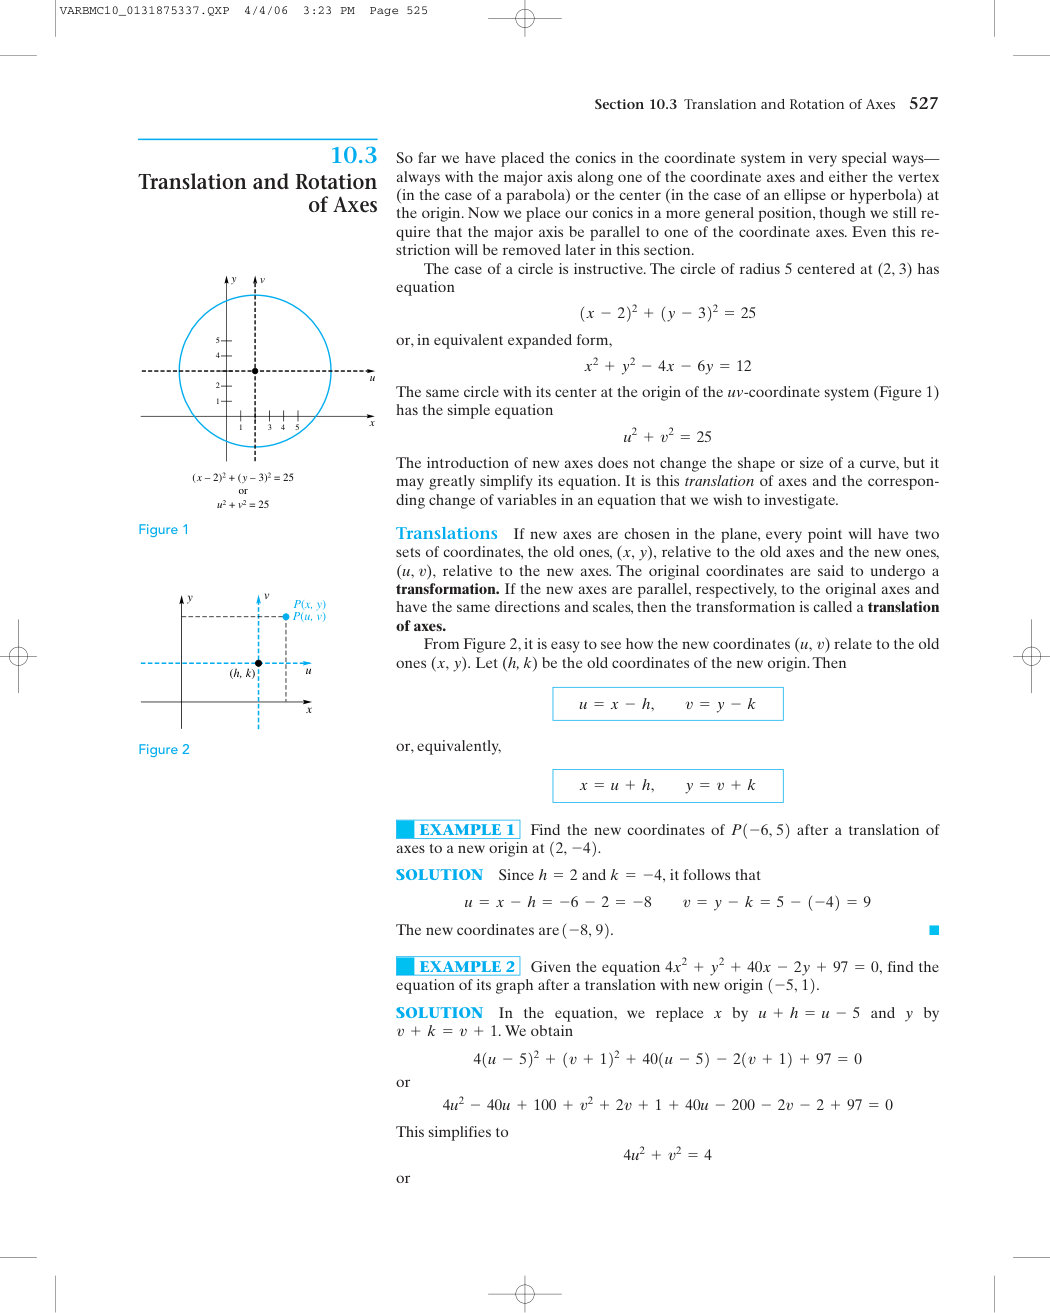 VARBMC10_0131875337.QXP 4/4/06 3:23 PM Page 525
Section 10.3 Translation and Rotation of Axes 527
10.3
Translation and Rotation
of Axes
y v
5
4
u
2
1
x
1 3 4 5
(x – 2)² + (y – 3)² = 25
or
u² + v² = 25
Figure 1
y v
P(x, y)
P(u, v)
(h, k)
u
x
Figure 2
So far we have placed the conics in the coordinate system in very special ways—
always with the major axis along one of the coordinate axes and either the vertex
(in the case of a parabola) or the center (in the case of an ellipse or hyperbola) at
the origin. Now we place our conics in a more general position, though we still re-
quire that the major axis be parallel to one of the coordinate axes. Even this re-
striction will be removed later in this section.
The case of a circle is instructive. The circle of radius 5 centered at (2, 3) has
equation
(x − 2)² + (y − 3)² = 25
or, in equivalent expanded form,
x² + y² − 4x − 6y = 12
The same circle with its center at the origin of the uv-coordinate system (Figure 1)
has the simple equation
u² + v² = 25
The introduction of new axes does not change the shape or size of a curve, but it
may greatly simplify its equation. It is this translation of axes and the correspon-
ding change of variables in an equation that we wish to investigate.
Translations If new axes are chosen in the plane, every point will have two
sets of coordinates, the old ones, (x, y), relative to the old axes and the new ones,
(u, v), relative to the new axes. The original coordinates are said to undergo a
transformation. If the new axes are parallel, respectively, to the original axes and
have the same directions and scales, then the transformation is called a translation
of axes.
From Figure 2, it is easy to see how the new coordinates (u, v) relate to the old
ones (x, y). Let (h, k) be the old coordinates of the new origin. Then
u = x − h, v = y − k
or, equivalently,
x = u + h, y = v + k
EXAMPLE 1 Find the new coordinates of P(−6, 5) after a translation of
axes to a new origin at (2, −4).
SOLUTION Since h = 2 and k = −4, it follows that
u = x − h = −6 − 2 = −8 v = y − k = 5 − (−4) = 9
The new coordinates are (−8, 9).
EXAMPLE 2 Given the equation 4x² + y² + 40x − 2y + 97 = 0, find the
equation of its graph after a translation with new origin (−5, 1).
SOLUTION In the equation, we replace x by u + h = u − 5 and y by
v + k = v + 1. We obtain
4(u − 5)² + (v + 1)² + 40(u − 5) − 2(v + 1) + 97 = 0
or
4u² − 40u + 100 + v² + 2v + 1 + 40u − 200 − 2v − 2 + 97 = 0
This simplifies to
4u² + v² = 4
or